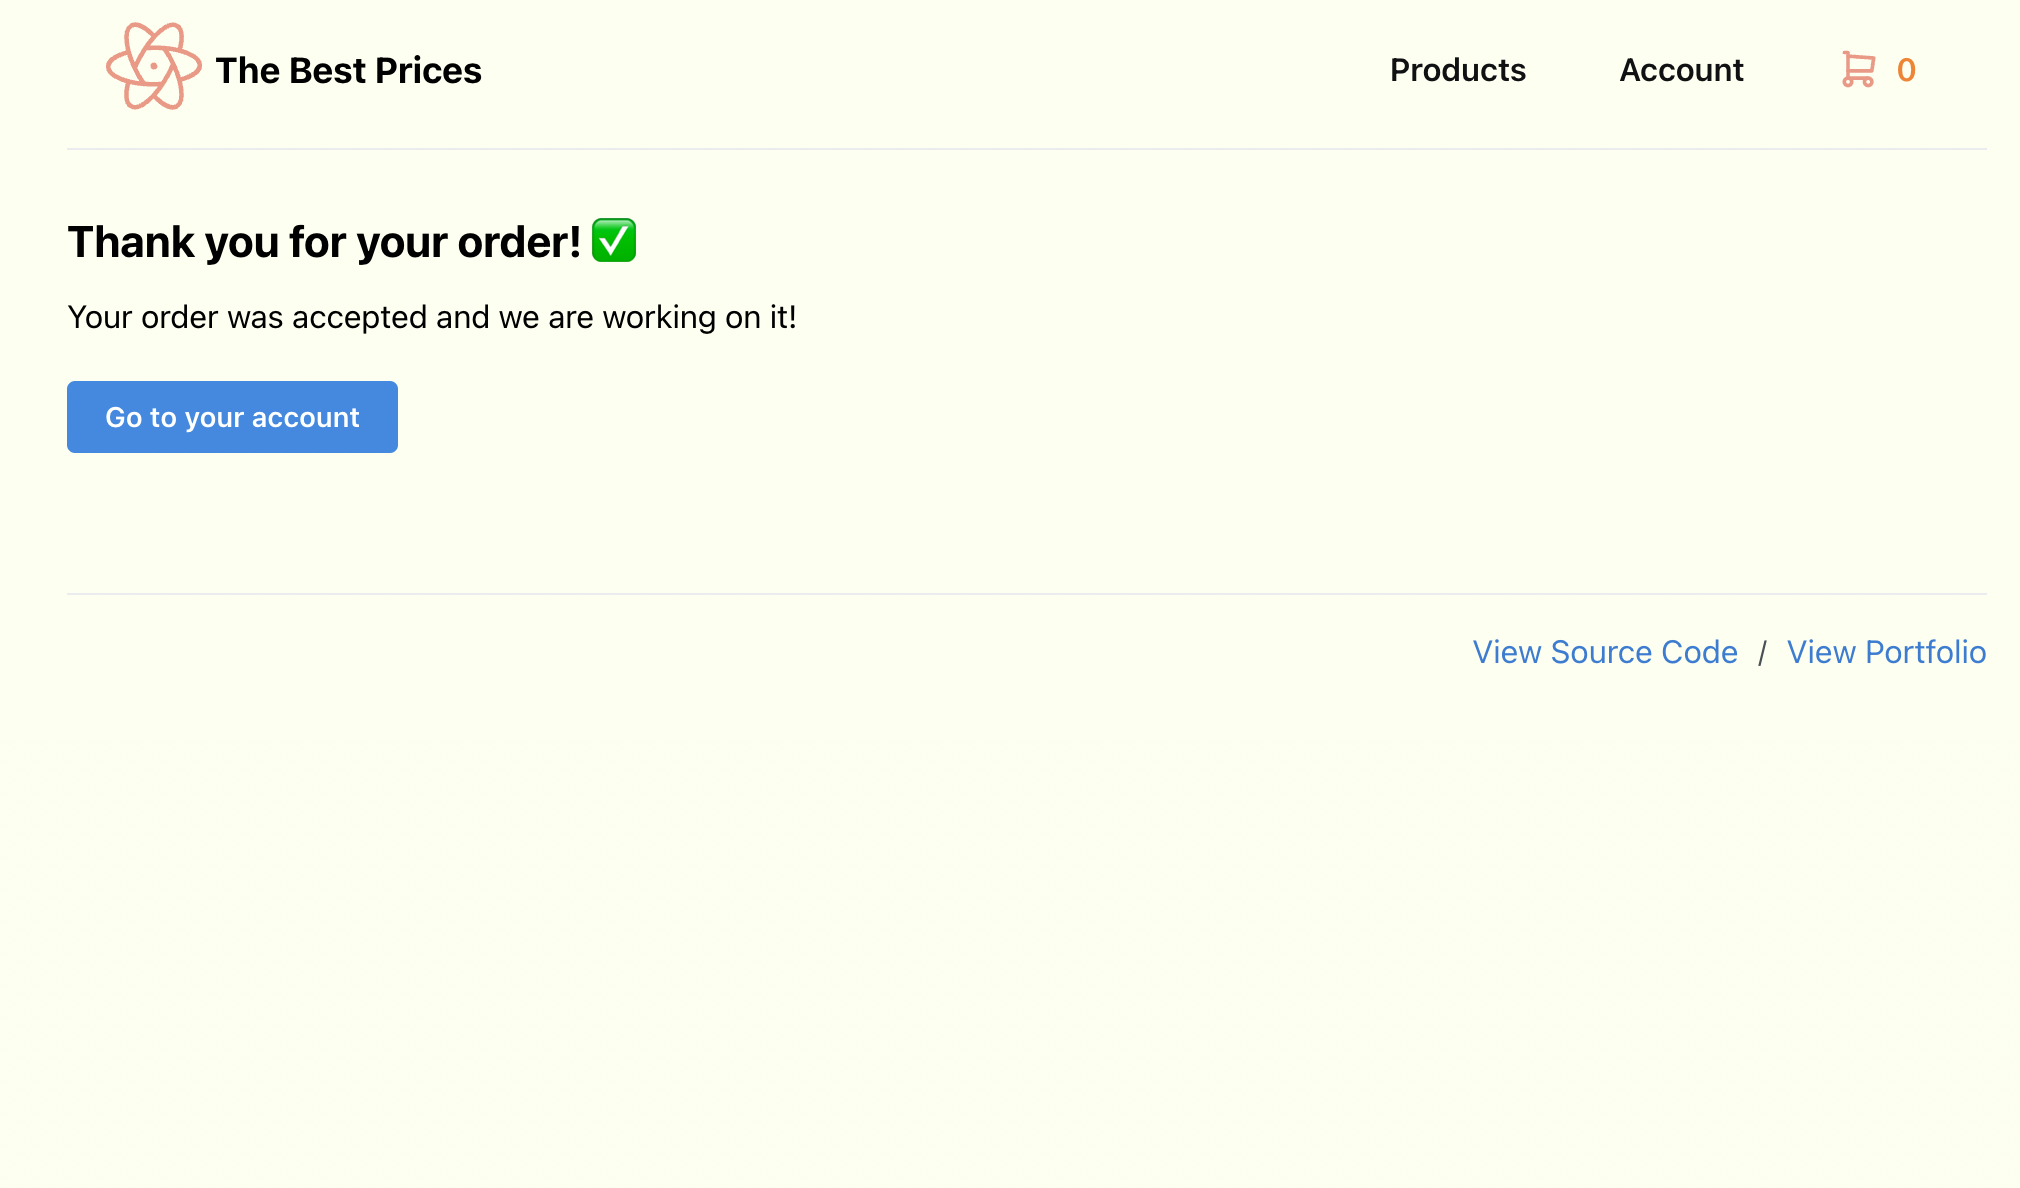 The Best Prices
Products Account 0
Thank you for your order! ✅
Your order was accepted and we are working on it!
Go to your account
View Source Code / View Portfolio